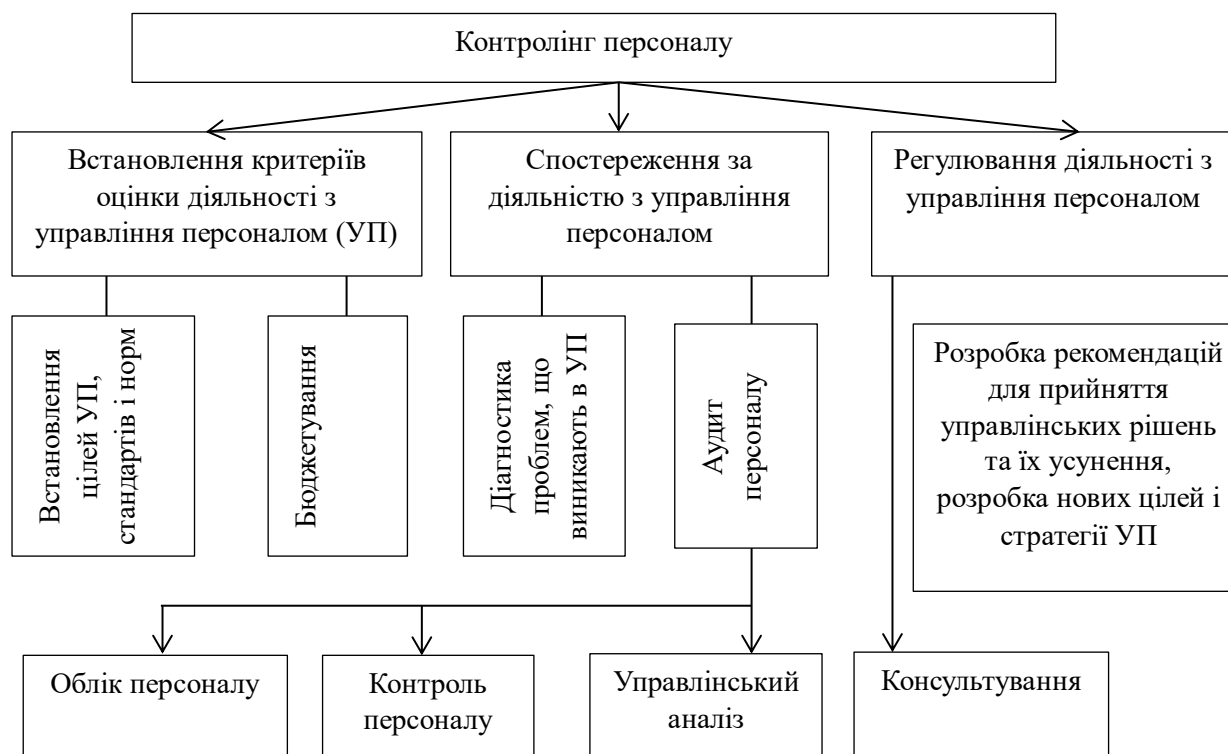 Контролінг персоналу
Встановлення критеріїв
оцінки діяльності з
управління персоналом (УП)
Спостереження за
діяльністю з управління
персоналом
Регулювання діяльності з
управління персоналом
Встановлення
цілей УП,
стандартів і норм
Бюджетування
Діагностика
проблем, що
виникають в УП
Аудит
персоналу
Розробка рекомендацій
для прийняття
управлінських рішень
та їх усунення,
розробка нових цілей і
стратегії УП
Облік персоналу
Контроль
персоналу
Управлінський
аналіз
Консультування